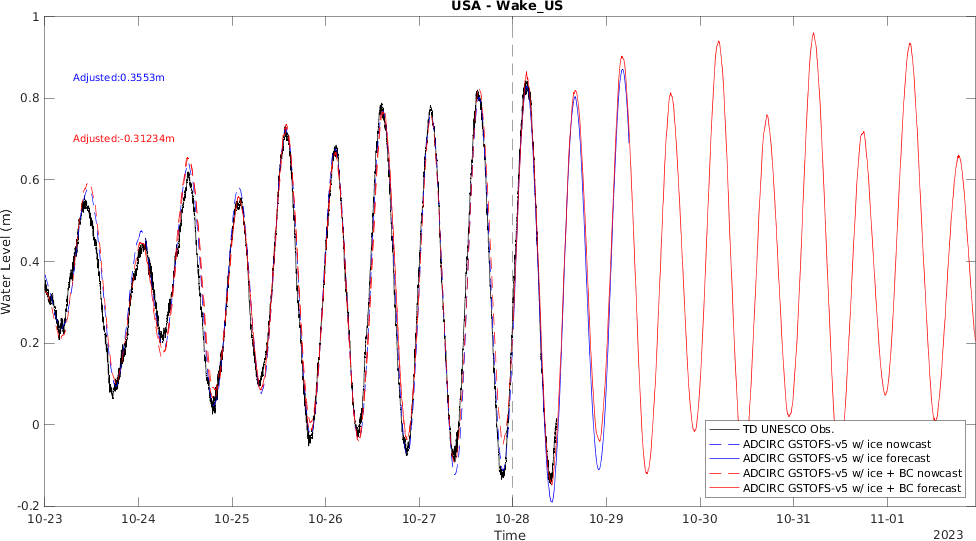 USA - Wake_US
1
0.8
0.6
0.4
0.2
0
-0.2
Water Level (m)
Adjusted:0.3553m
Adjusted:-0.31234m
TD UNESCO Obs.
ADCIRC GSTOFS-v5 w/ ice nowcast
ADCIRC GSTOFS-v5 w/ ice forecast
ADCIRC GSTOFS-v5 w/ ice + BC nowcast
ADCIRC GSTOFS-v5 w/ ice + BC forecast
10-23 10-24 10-25 10-26 10-27 10-28 10-29 10-30 10-31 11-01
Time
2023